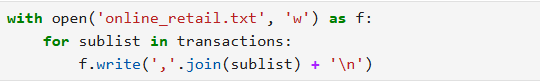 with open('online_retail.txt', 'w') as f:
    for sublist in transactions:
        f.write(','.join(sublist) + '\n')